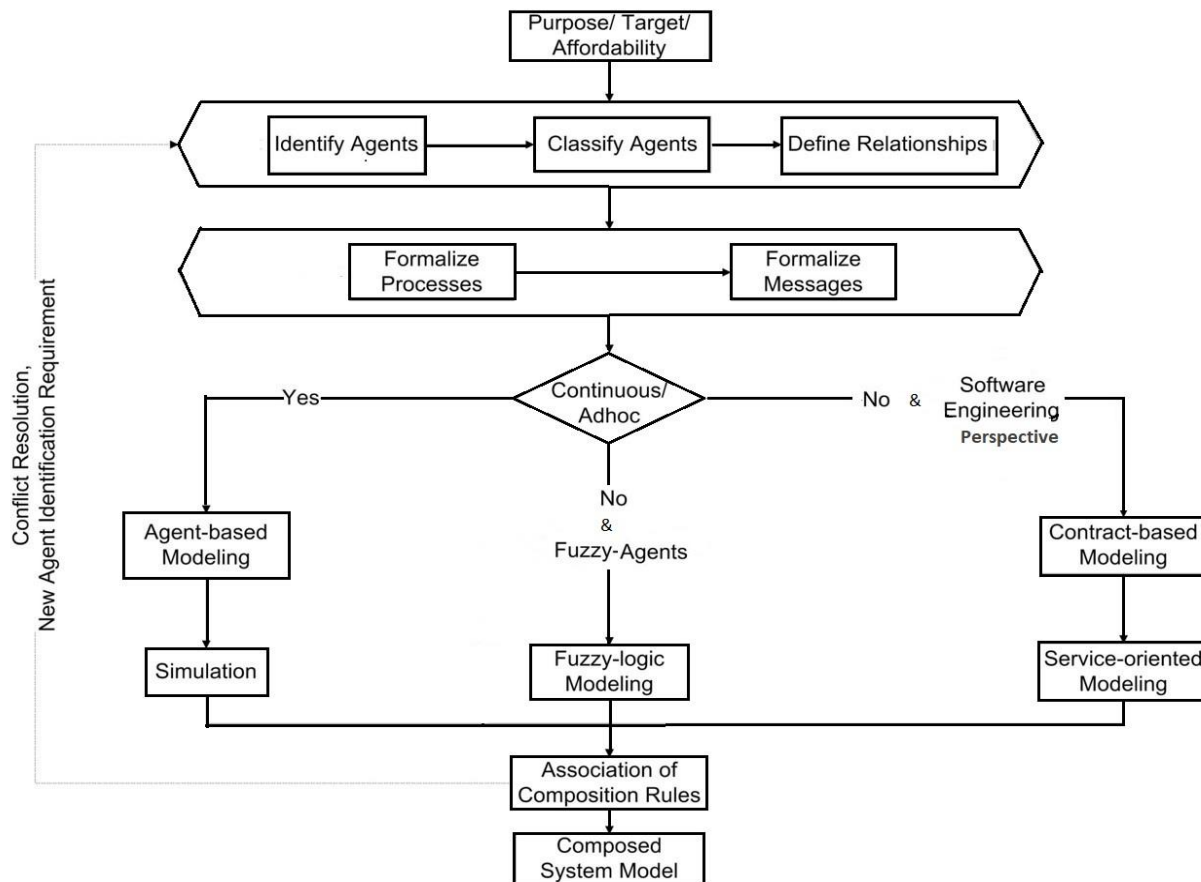 Purpose/ Target/
Affordability
Identify Agents
Classify Agents
Define Relationships
Formalize
Processes
Formalize
Messages
Conflict Resolution,
New Agent Identification Requirement
Continuous/
Adhoc
Yes
No & Software
Engineering
Perspective
No
&
Fuzzy-Agents
Agent-based
Modeling
Contract-based
Modeling
Simulation
Fuzzy-logic
Modeling
Service-oriented
Modeling
Association of
Composition Rules
Composed
System Model